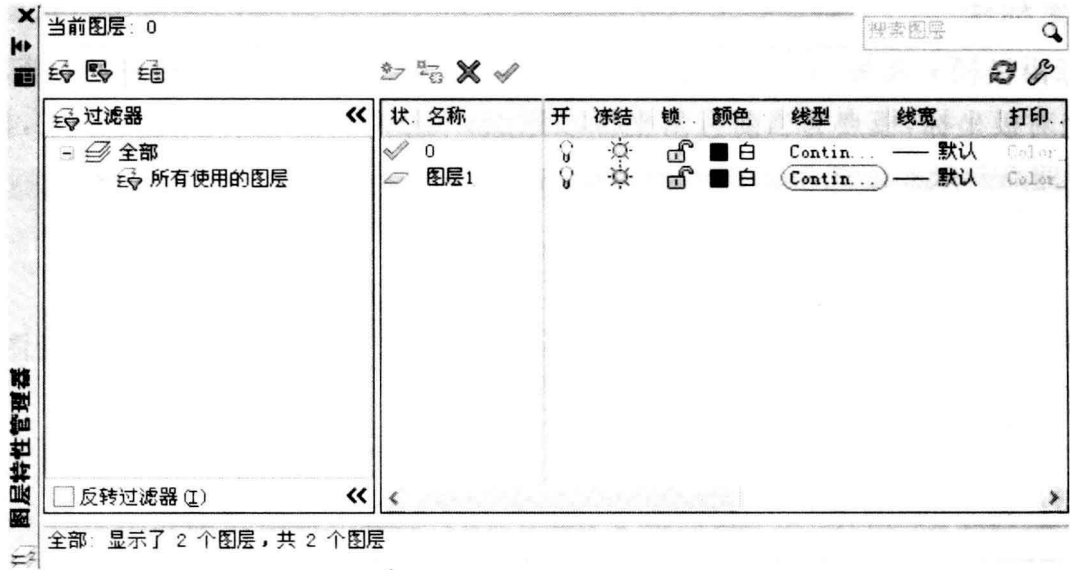 当前图层: 0
搜索图层
过滤器
全部
所有使用的图层
反转过滤器(I)
状. 名称 开 冻结 锁.. 颜色 线型 线宽 打印..
0 白 Contin... 默认 Color_
图层1 白 Contin... 默认 Color_
全部: 显示了 2 个图层,共 2 个图层
图层特性管理器